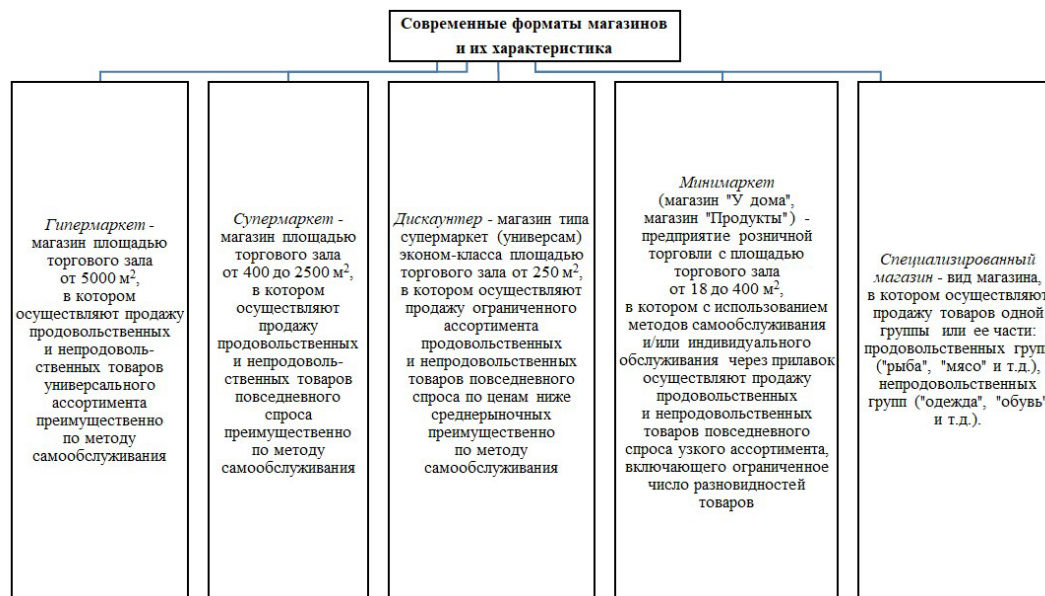 Современные форматы магазинов
и их характеристика
Гипермаркет -
магазин площадью
торгового зала
от 5000 м²,
в котором
осуществляют продажу
продовольственных
и непродоволь-
ственных товаров
универсального
ассортимента
преимущественно
по методу
самообслуживания
Супермаркет -
магазин площадью
торгового зала
от 400 до 2500 м²,
в котором
осуществляют
продажу
продовольственных
и непродоволь-
ственных товаров
повседневного
спроса
преимущественно
по методу
самообслуживания
Дискаунтер - магазин типа
супермаркет (универсам)
эконом-класса площадью
торгового зала от 250 м²,
в котором осуществляют
продажу ограниченного
ассортимента
продовольственных
и непродовольственных
товаров повседневного
спроса по ценам ниже
среднерыночных
преимущественно
по методу
самообслуживания
Минимаркет
(магазин "У дома",
магазин "Продукты") -
предприятие розничной
торговли с площадью
торгового зала
от 18 до 400 м²,
в котором с использованием
методов самообслуживания
и/или индивидуального
обслуживания через прилавок
осуществляют продажу
продовольственных
и непродовольственных
товаров повседневного
спроса узкого ассортимента,
включающего ограниченное
число разновидностей
товаров
Специализированный
магазин - вид магазина,
в котором осуществляют
продажу товаров одной
группы или ее части:
продовольственных групп
("рыба", "мясо" и т.д.),
непродовольственных
групп ("одежда", "обувь"
и т.д.).